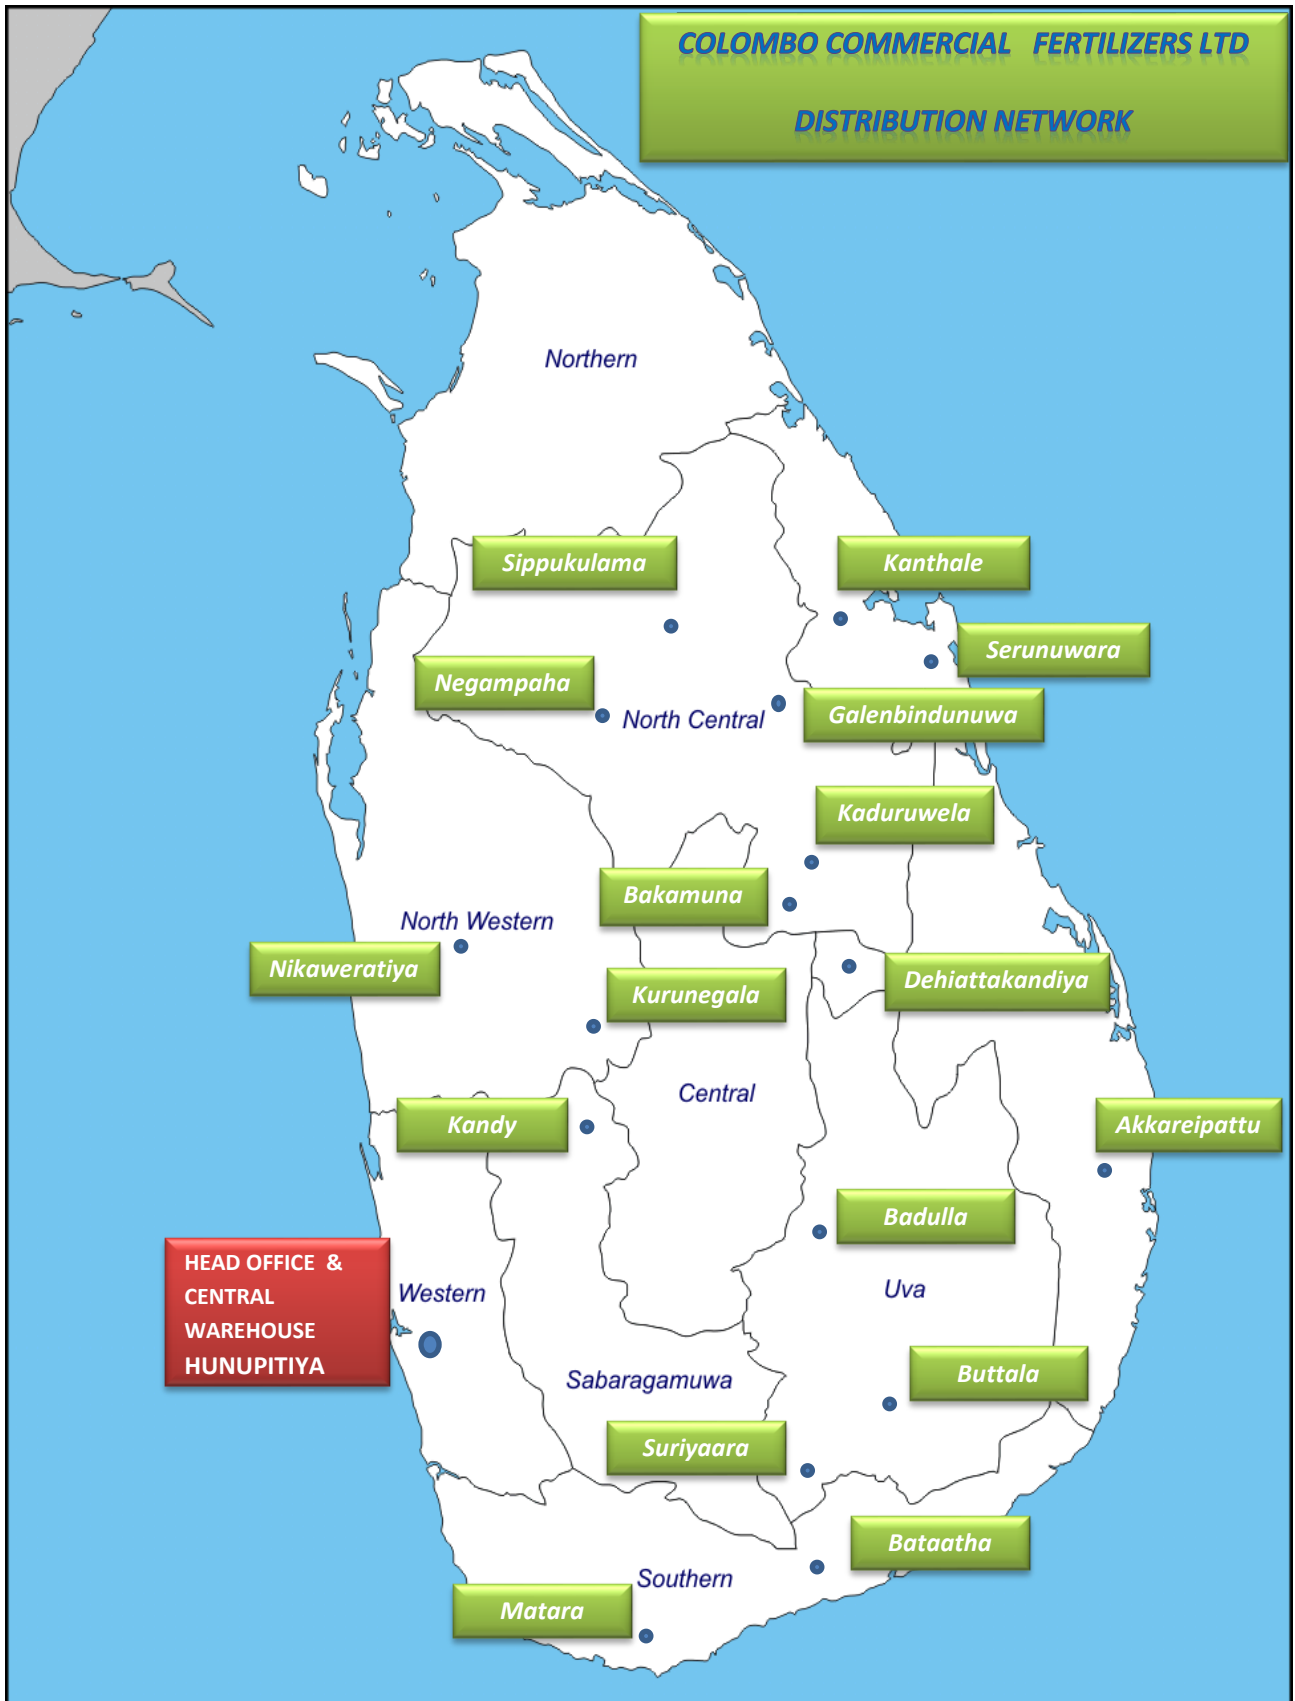 COLOMBO COMMERCIAL FERTILIZERS LTD
DISTRIBUTION NETWORK
Northern
Sippukulama
Kanthale
Serunuwara
Negampaha
North Central
Galenbindunuwa
Kaduruwela
Bakamuna
North Western
Nikaweratiya
Dehiattakandiya
Kurunegala
Central
Kandy
Akkareipattu
Badulla
HEAD OFFICE &
CENTRAL
WAREHOUSE
HUNUPITIYA
Western
Uva
Sabaragamuwa
Buttala
Suriyaara
Bataatha
Southern
Matara